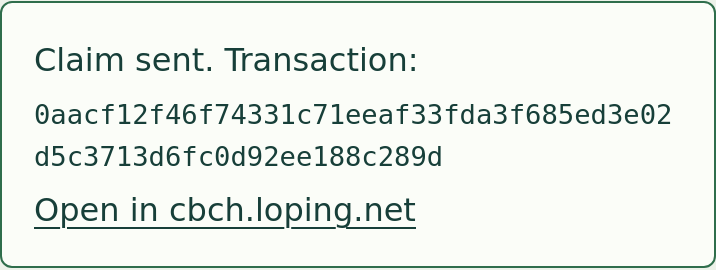 Claim sent. Transaction:
0aacf12f46f74331c71eeaf33fda3f685ed3e02
d5c3713d6fc0d92ee188c289d
Open in cbch.loping.net